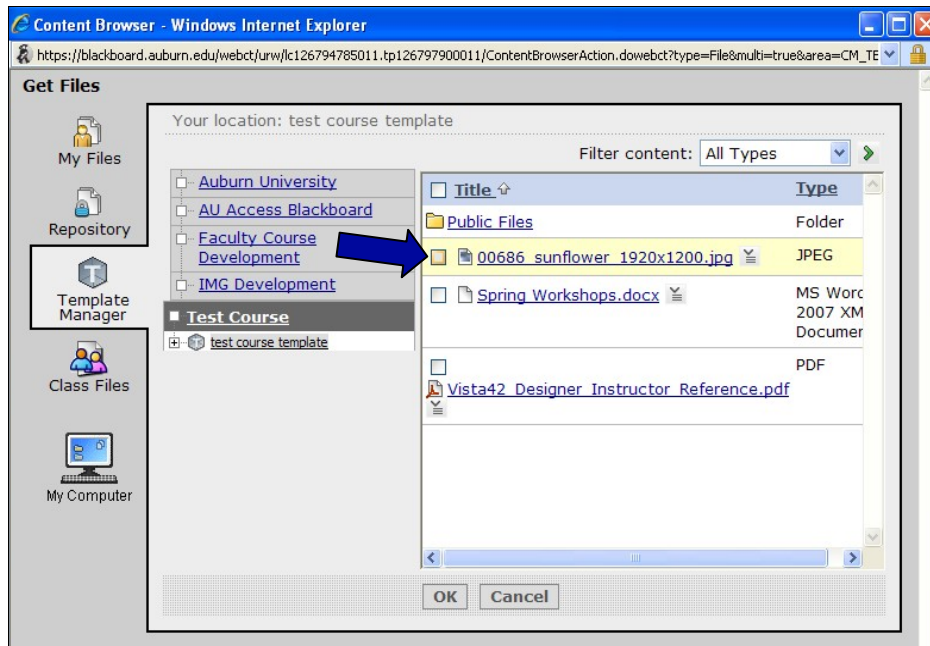 Content Browser - Windows Internet Explorer
https://blackboard.auburn.edu/webct/urw/lc126794785011.tp126797900011/ContentBrowserAction.dowebct?type=File&multi=true&area=CM_TE
Get Files
My Files
Repository
Template
Manager
Class Files
My Computer
Your location: test course template
Filter content: All Types
Auburn University
AU Access Blackboard
Faculty Course
Development
IMG Development
Test Course
test course template
Title Type
Public Files Folder
00686_sunflower_1920x1200.jpg JPEG
Spring Workshops.docx MS Word
2007 XM
Documer
PDF
Vista42_Designer_Instructor_Reference.pdf
OK Cancel